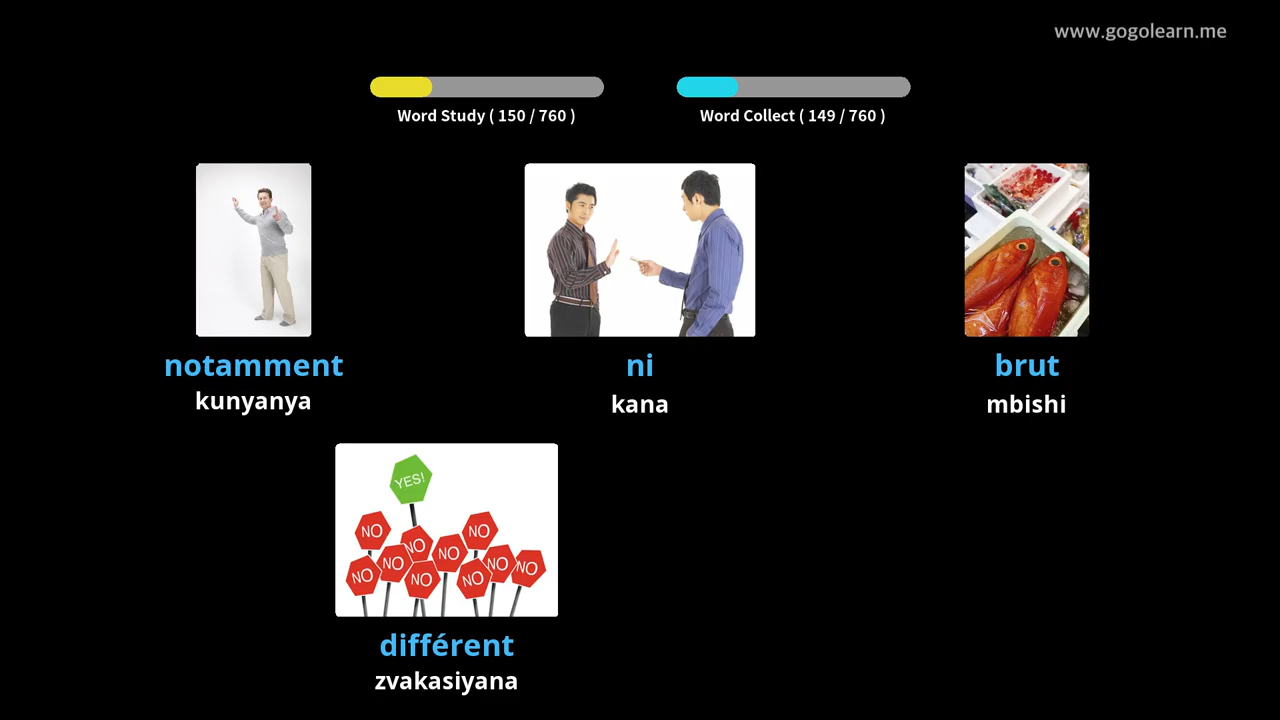 www.gogolearn.me
Word Study ( 150 / 760 )
Word Collect ( 149 / 760 )
notamment
kunyanya
ni
kana
brut
mbishi
YES!
NO
NO
NO
NO
NO
NO
NO
NO
NO
NO
différent
zvakasiyana